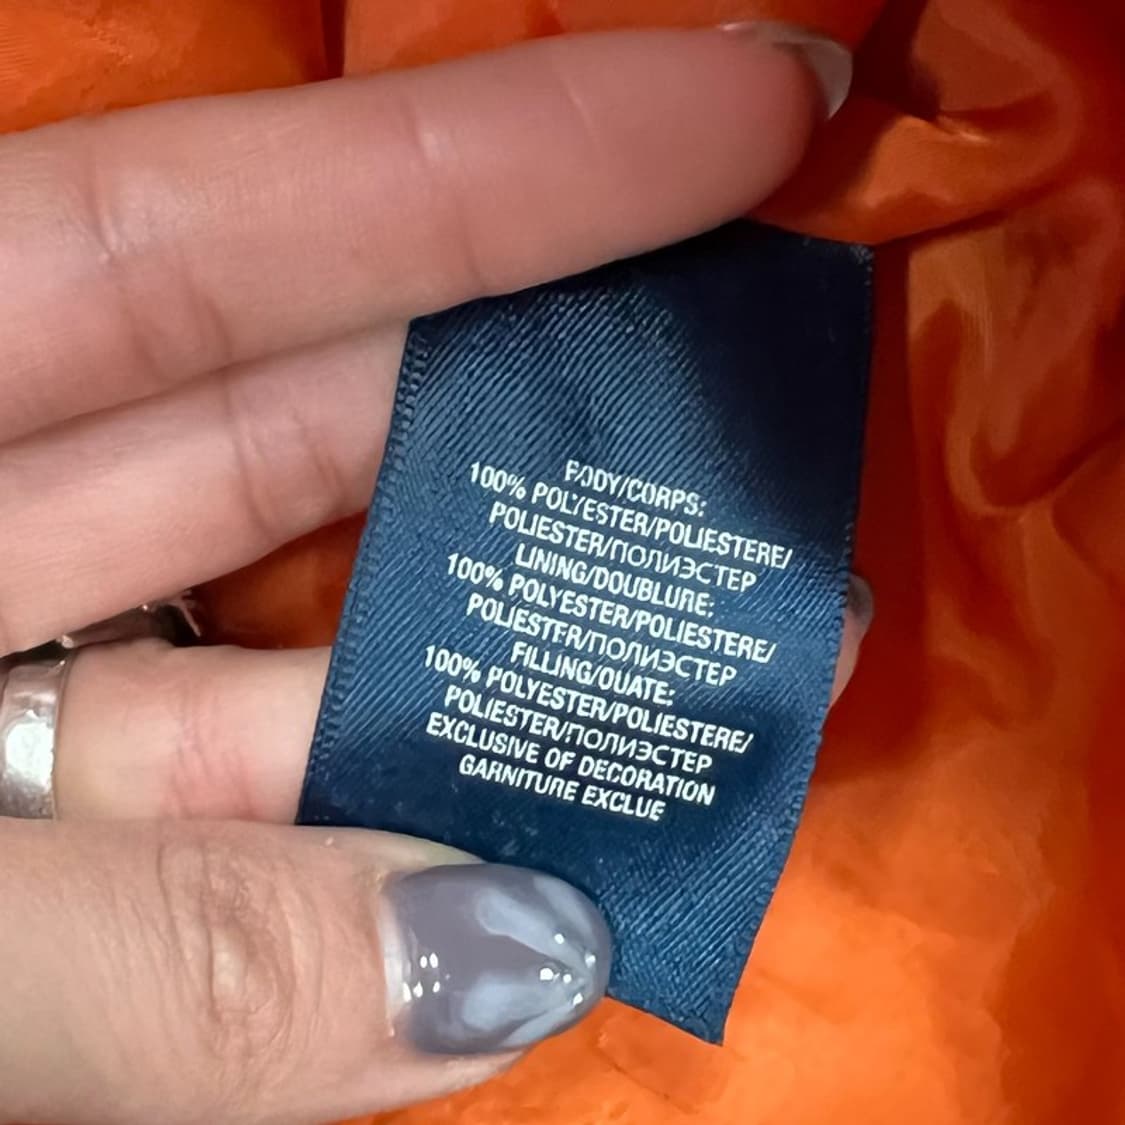 BODY/CORPS:
100% POLYESTER/POLIESTERE/
POLIESTER/ПОЛИЭСТЕР
LINING/DOUBLURE:
100% POLYESTER/POLIESTERE/
POLIESTER/ПОЛИЭСТЕР
FILLING/OUATE:
100% POLYESTER/POLIESTERE/
POLIESTER/ПОЛИЭСТЕР
EXCLUSIVE OF DECORATION
GARNITURE EXCLUE